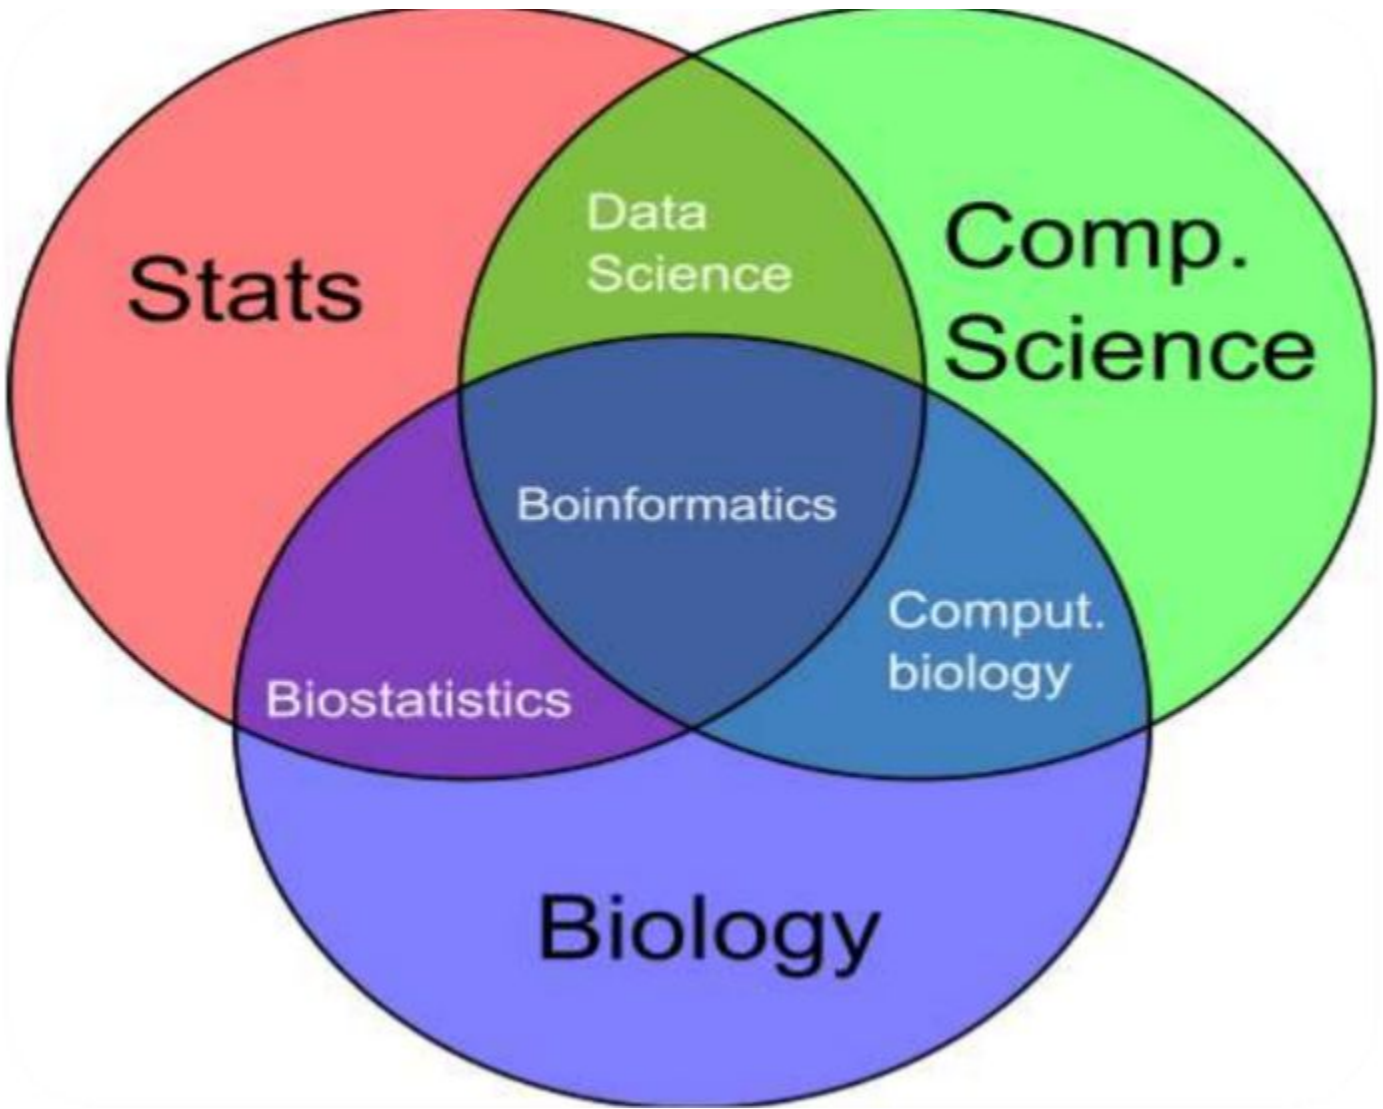 Data
Science
Comp.
Science
Stats
Boinformatics
Comput.
biology
Biostatistics
Biology